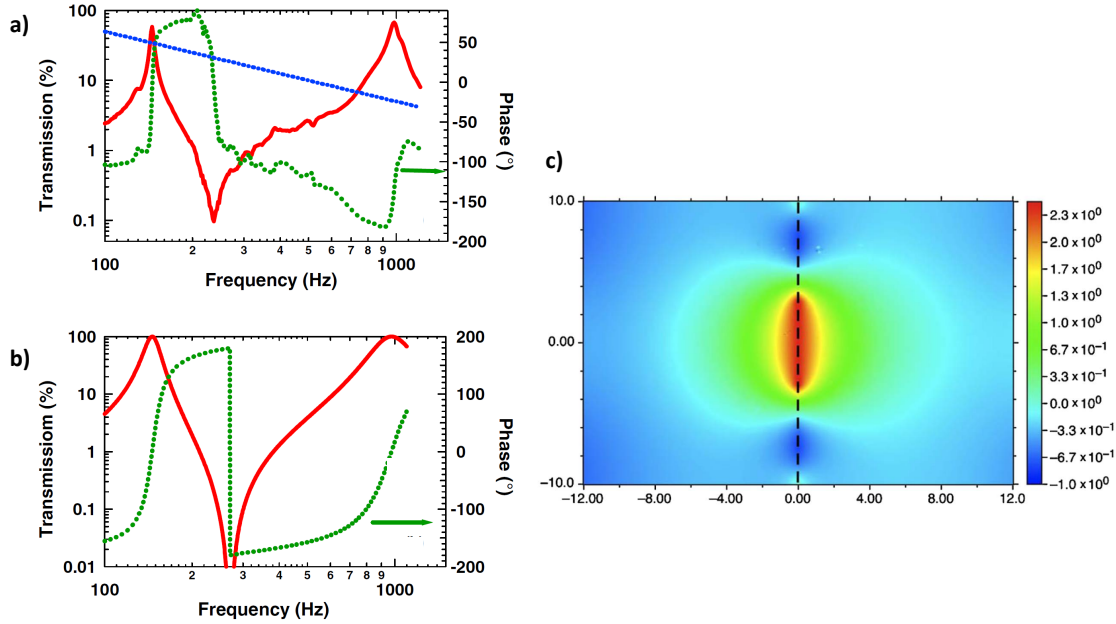 a)
100
10
1
0.1
Transmission (%)
50
0
-50
-100
-150
-200
Phase (°)
100
2
3
4
5
6
7
8
9
1000
Frequency (Hz)
b)
100
10
1
0.1
0.01
Transmissiom (%)
200
100
0
-100
-200
Phase (°)
100
2
3
4
5
6
7
8
9
1000
Frequency (Hz)
c)
10.0
0.00
−10.0
−12.00
−8.00
−4.00
0.00
4.00
8.00
12.0
2.3 x 10⁰
2.0 x 10⁰
1.7 x 10⁰
1.3 x 10⁰
1.0 x 10⁰
6.7 x 10⁻¹
3.3 x 10⁻¹
0.0 x 10⁰
−3.3 x 10⁻¹
−6.7 x 10⁻¹
−1.0 x 10⁰